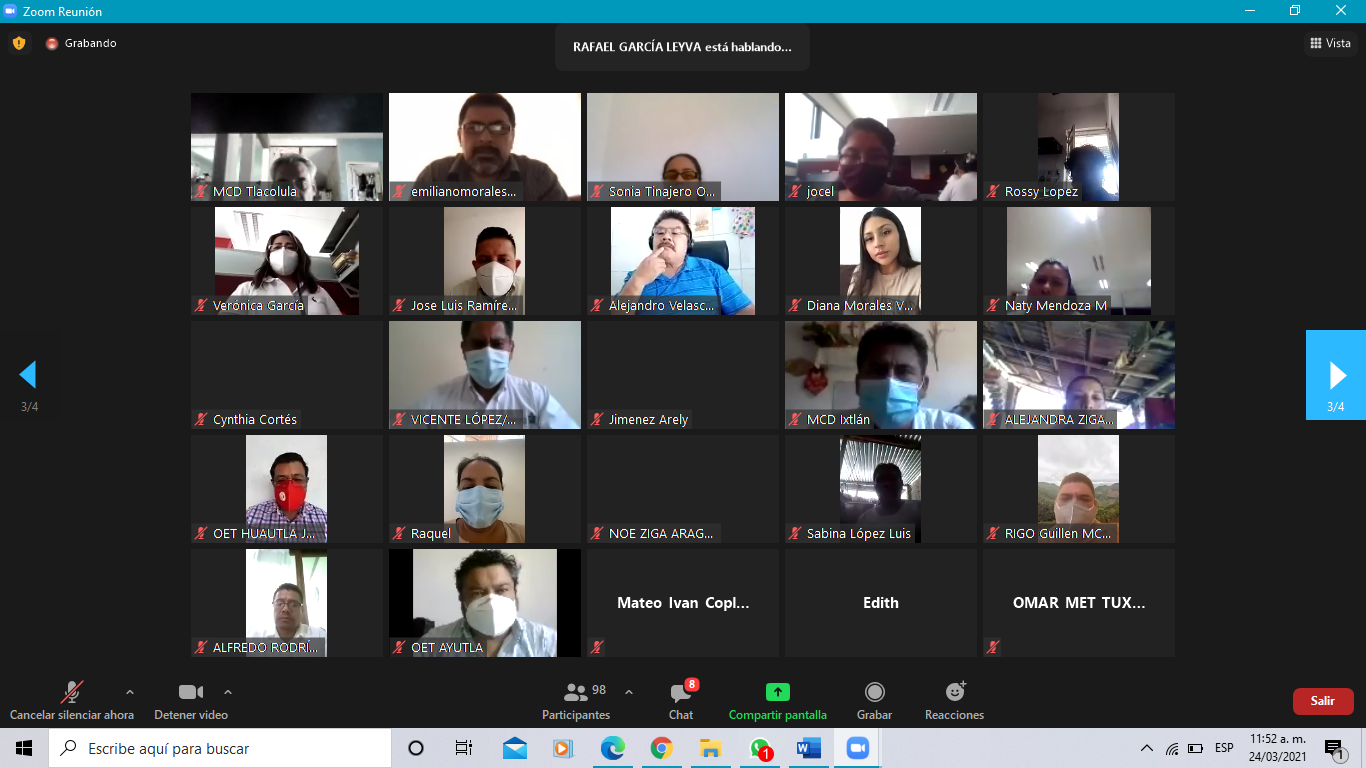 Zoom Reunión
Grabando
RAFAEL GARCÍA LEYVA está hablando...
Vista
MCD Tlacolula
emilianomorales...
Sonia Tinajero O...
jocel
Rossy Lopez
Verónica García
Jose Luis Ramíre...
Alejandro Velasc...
Diana Morales V...
Naty Mendoza M
3/4
3/4
Cynthia Cortés
VICENTE LÓPEZ/...
Jimenez Arely
MCD Ixtlán
ALEJANDRA ZIGA...
OET HUAUTLA J...
Raquel
NOE ZIGA ARAG...
Sabina López Luis
RIGO Guillen MC...
ALFREDO RODRÍ...
OET AYUTLA
Mateo Ivan Copl...
Edith
OMAR MET TUX...
98
8
Cancelar silenciar ahora
Detener video
Participantes
Chat
Compartir pantalla
Grabar
Reacciones
Salir
Escribe aquí para buscar
1
ESP
11:52 a. m.
24/03/2021
1